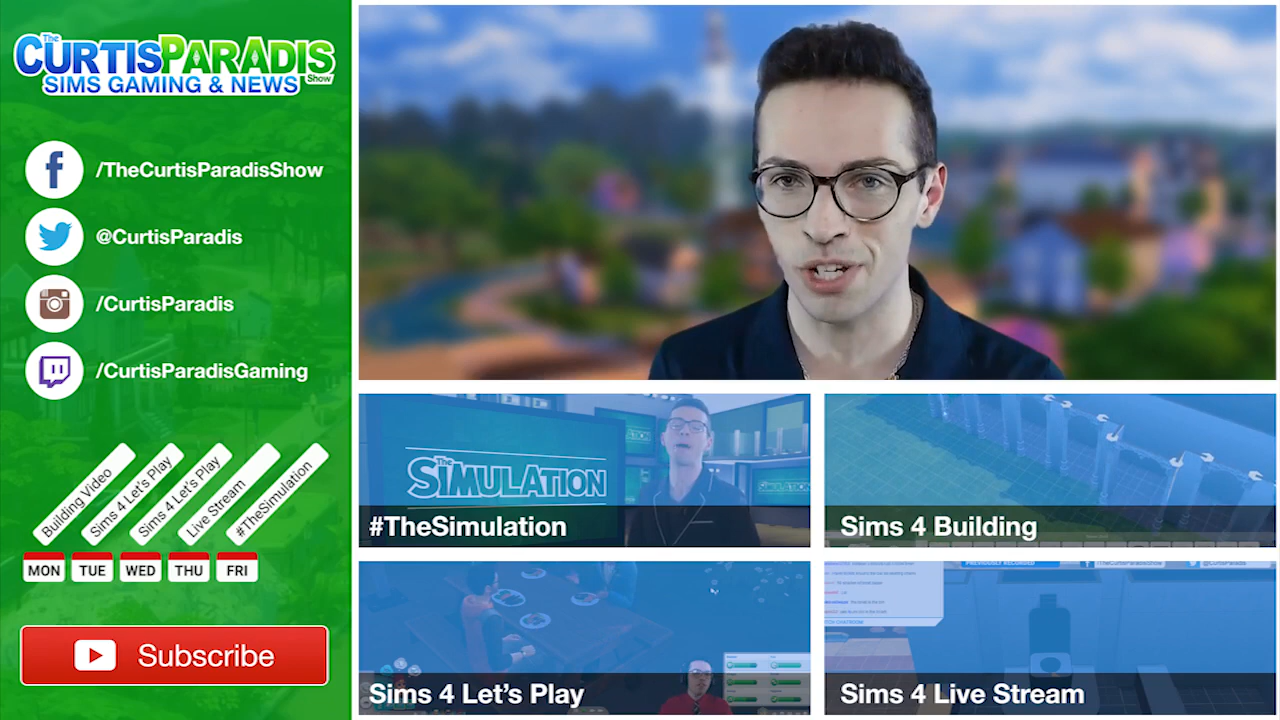 The
CURTISPARADIS
Show
SIMS GAMING & NEWS
/TheCurtisParadisShow
@CurtisParadis
/CurtisParadis
/CurtisParadisGaming
Building Video
Sims 4 Let's Play
Sims 4 Let's Play
Live Stream
#TheSimulation
MON TUE WED THU FRI
Subscribe
The
SIMULATION
#TheSimulation
Sims 4 Building
Sims 4 Let's Play
PREVIOUSLY RECORDED
Sims 4 Live Stream